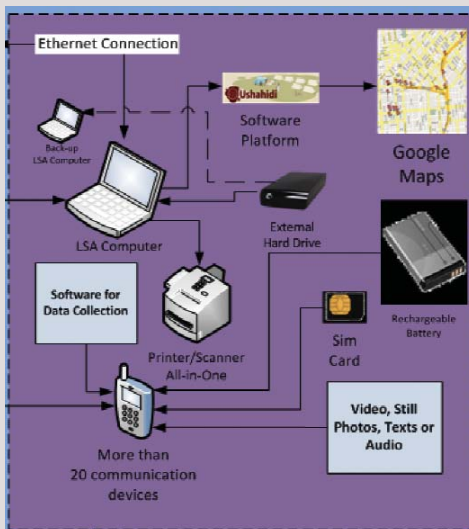 Ethernet Connection
Ushahidi
Software
Platform
Google
Maps
Back-up
LSA Computer
LSA Computer
External
Hard Drive
Rechargeable
Battery
Software for
Data Collection
Printer/Scanner
All-in-One
Sim
Card
Video, Still
Photos, Texts or
Audio
More than
20 communication
devices